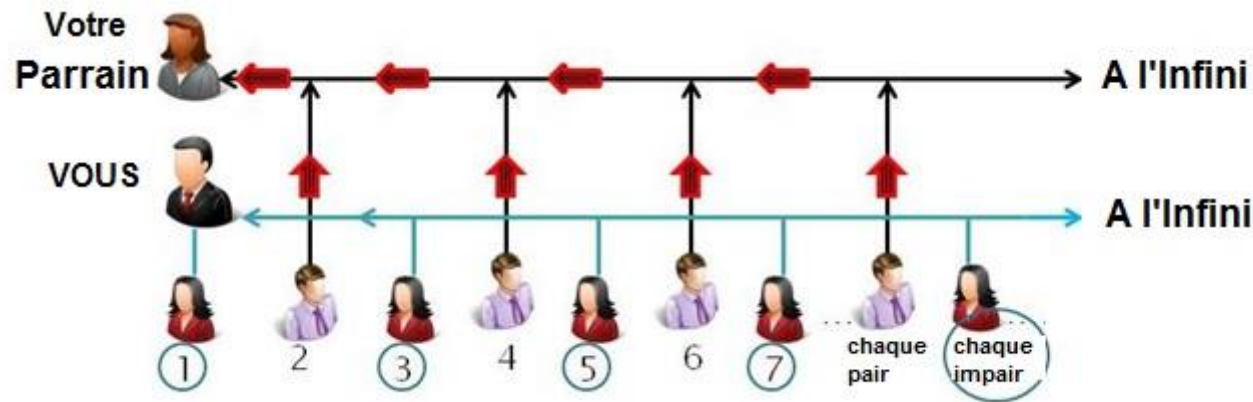 Votre
Parrain
A l'Infini
VOUS
A l'Infini
1 2 3 4 5 6 7
chaque pair
chaque impair